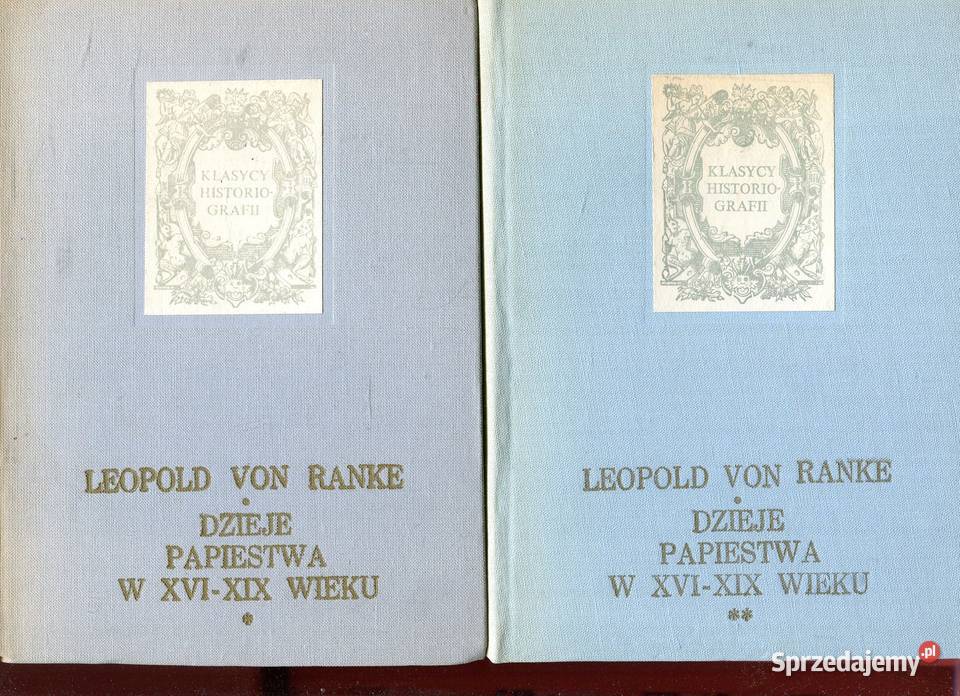 KLASYCY
HISTORIO-
GRAFII
LEOPOLD VON RANKE
DZIEJE
PAPIESTWA
W XVI-XIX WIEKU
*
KLASYCY
HISTORIO-
GRAFII
LEOPOLD VON RANKE
DZIEJE
PAPIESTWA
W XVI-XIX WIEKU
**
Sprzedajemy.pl